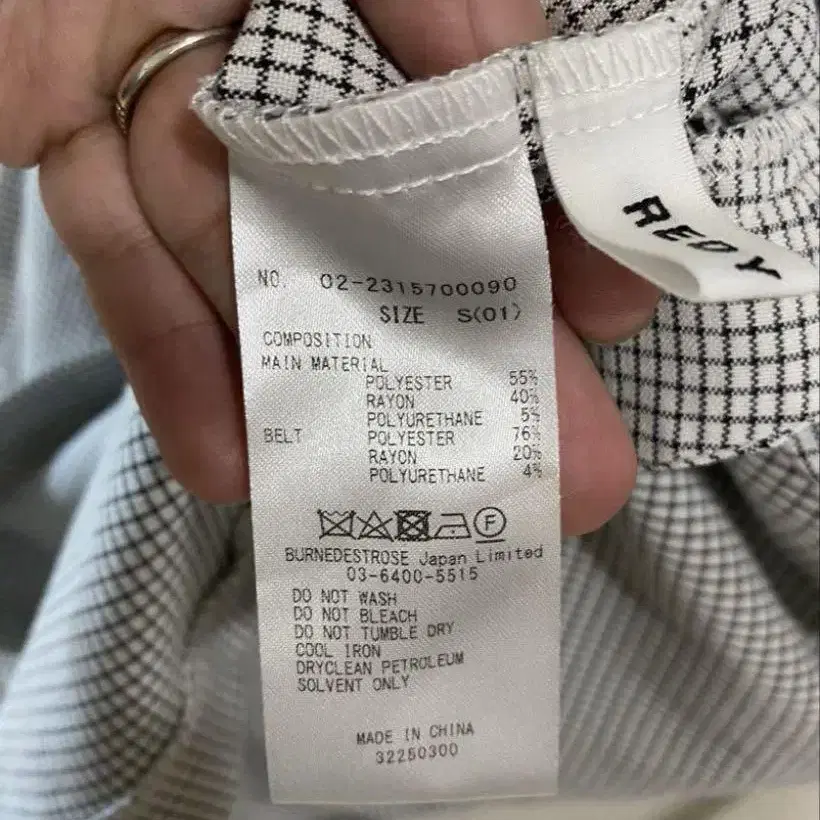 REDY
NO. 02-2315700090
SIZE S(01)
COMPOSITION
MAIN MATERIAL
POLYESTER 55%
RAYON 40%
POLYURETHANE 5%
BELT POLYESTER 76%
RAYON 20%
POLYURETHANE 4%
F
BURNEDESTROSE Japan Limited
03-6400-5515
DO NOT WASH
DO NOT BLEACH
DO NOT TUMBLE DRY
COOL IRON
DRYCLEAN PETROLEUM
SOLVENT ONLY
MADE IN CHINA
32250300